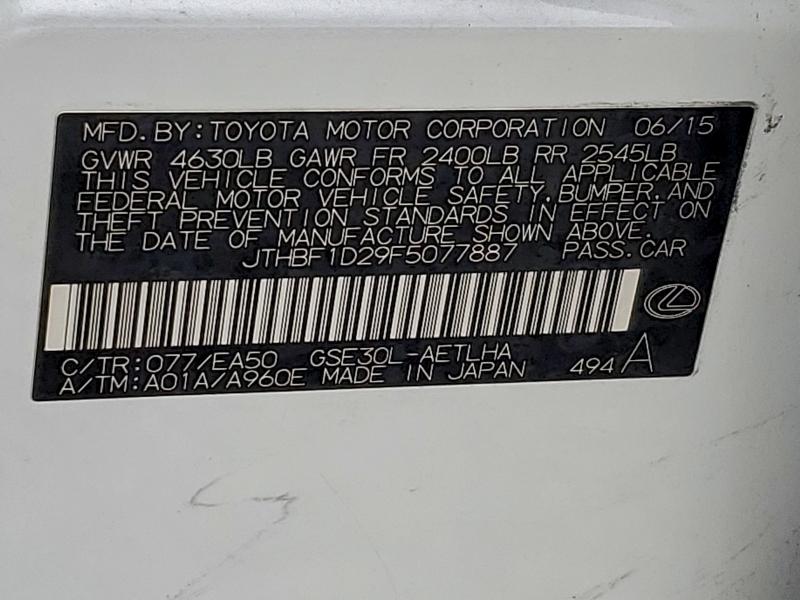 MFD. BY: TOYOTA MOTOR CORPORATION 06/15
GVWR 4630LB GAWR FR 2400LB RR 2545LB
THIS VEHICLE CONFORMS TO ALL APPLICABLE
FEDERAL MOTOR VEHICLE SAFETY, BUMPER, AND
THEFT PREVENTION STANDARDS IN EFFECT ON
THE DATE OF MANUFACTURE SHOWN ABOVE.
JTHBF1D29F5077887 PASS. CAR
C/TR: 077/EA50 GSE30L-AETLHA
A/TM: A01A/A960E MADE IN JAPAN 494 A